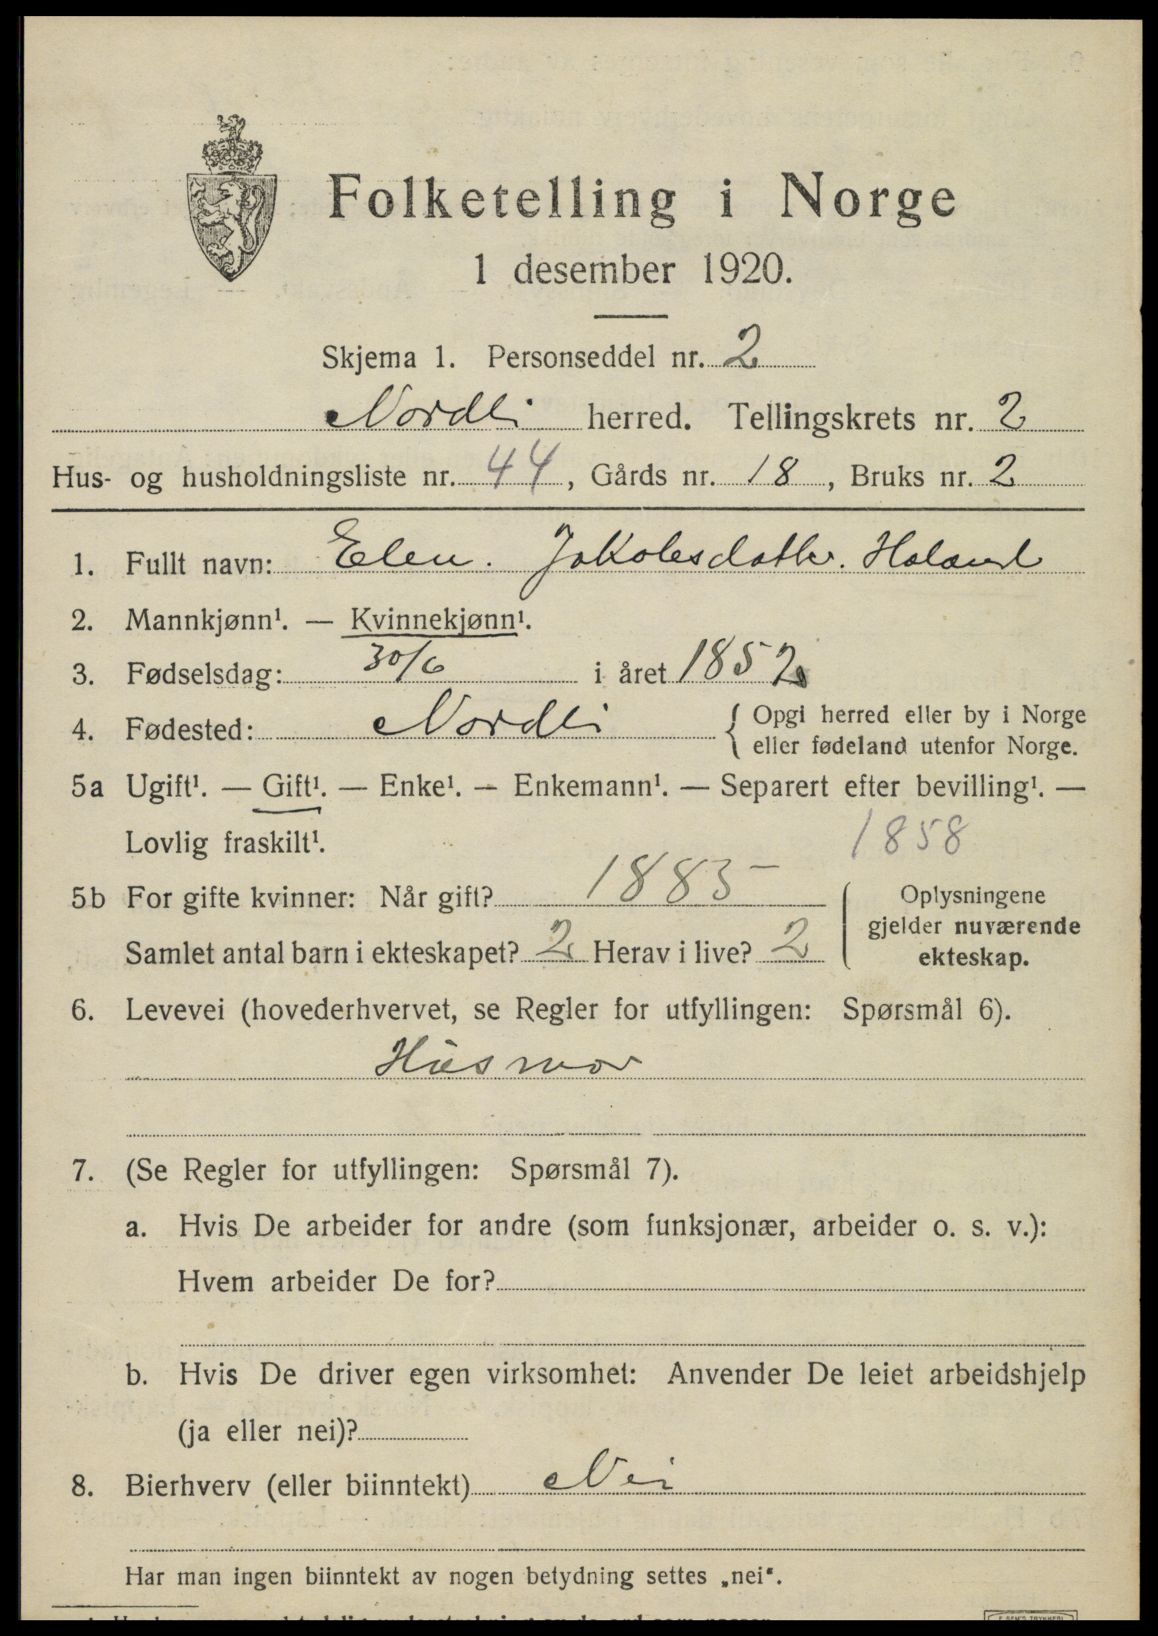 Folketelling i Norge
1 desember 1920.
Skjema 1. Personseddel nr. 2
Nordli herred. Tellingskrets nr. 2
Hus- og husholdningsliste nr. 44, Gårds nr. 18, Bruks nr. 2
1. Fullt navn: Elen. Jakobsdatter. Holand
2. Mannkjønn¹. — Kvinnekjønn¹.
3. Fødselsdag: 30/6 i året 1852
4. Fødested: Nordli { Opgi herred eller by i Norge
eller fødeland utenfor Norge.
5a Ugift¹. — Gift¹. — Enke¹. — Enkemann¹. — Separert efter bevilling¹. —
Lovlig fraskilt¹.
1858
5b For gifte kvinner: Når gift? 1885
Samlet antal barn i ekteskapet? 2 Herav i live? 2
Oplysningene
gjelder nuværende
ekteskap.
6. Levevei (hovederhvervet, se Regler for utfyllingen: Spørsmål 6).
Husmor
7. (Se Regler for utfyllingen: Spørsmål 7).
a. Hvis De arbeider for andre (som funksjonær, arbeider o. s. v.):
Hvem arbeider De for?
b. Hvis De driver egen virksomhet: Anvender De leiet arbeidshjelp
(ja eller nei)?
8. Bierhverv (eller biinntekt) Nei
Har man ingen biinntekt av nogen betydning settes „nei".